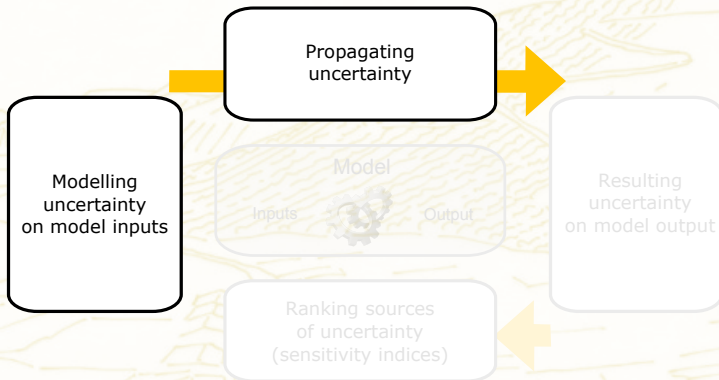 Propagating
uncertainty
Modelling
uncertainty
on model inputs
Model
Inputs
Output
Resulting
uncertainty
on model output
Ranking sources
of uncertainty
(sensitivity indices)